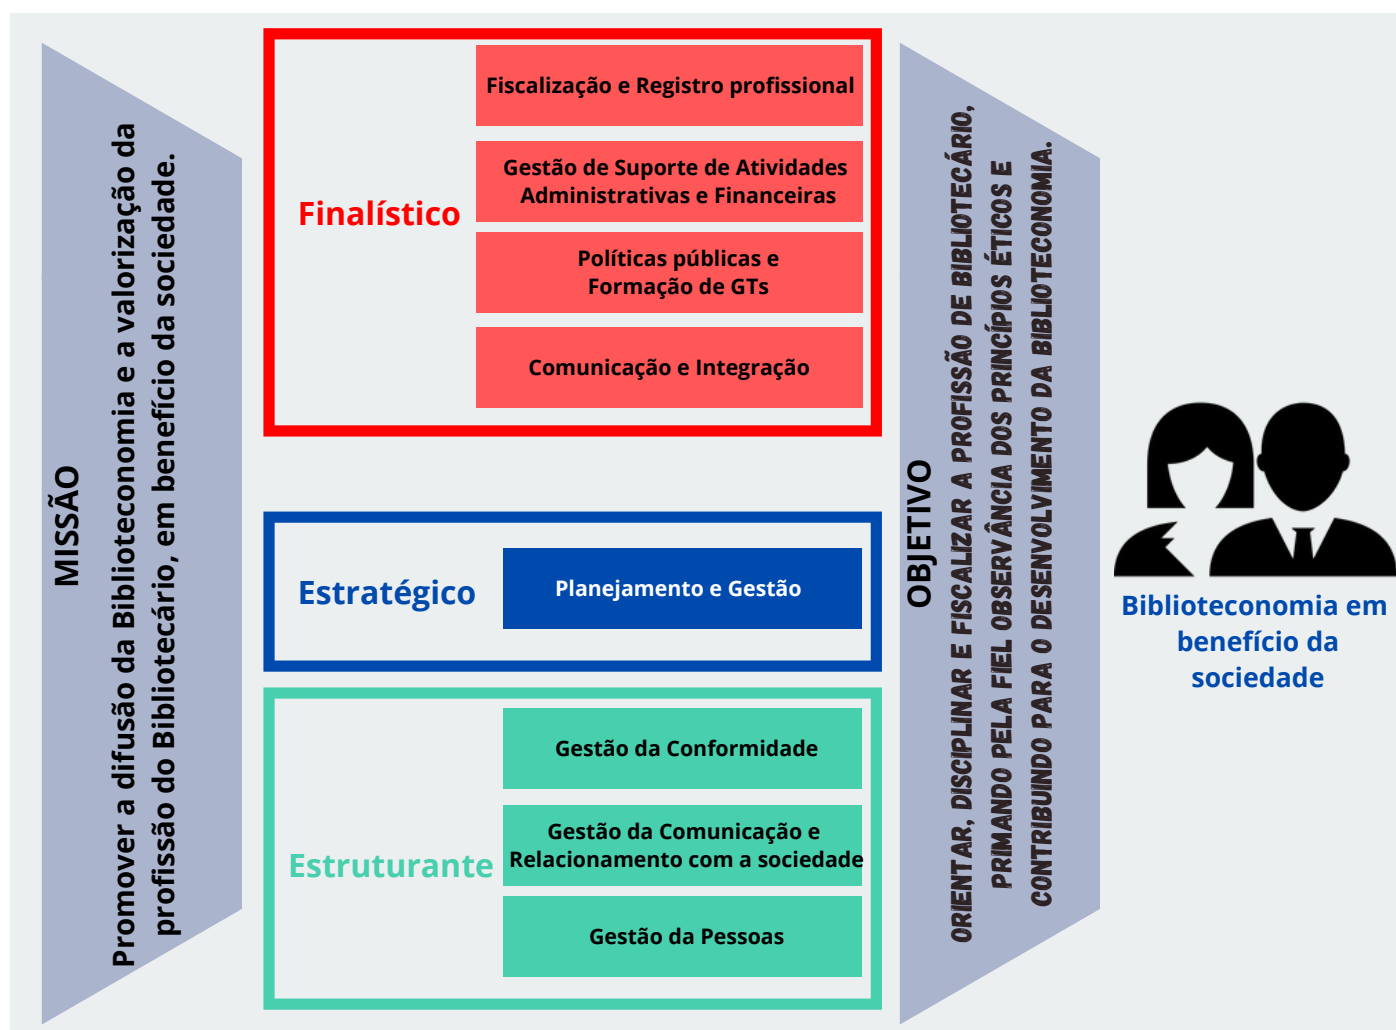 MISSÃO
Promover a difusão da Biblioteconomia e a valorização da
profissão do Bibliotecário, em benefício da sociedade.
Finalístico
Fiscalização e Registro profissional
Gestão de Suporte de Atividades
Administrativas e Financeiras
Políticas públicas e
Formação de GTs
Comunicação e Integração
Estratégico
Planejamento e Gestão
Estruturante
Gestão da Conformidade
Gestão da Comunicação e
Relacionamento com a sociedade
Gestão da Pessoas
OBJETIVO
ORIENTAR, DISCIPLINAR E FISCALIZAR A PROFISSÃO DE BIBLIOTECÁRIO,
PRIMANDO PELA FIEL OBSERVÂNCIA DOS PRINCÍPIOS ÉTICOS E
CONTRIBUINDO PARA O DESENVOLVIMENTO DA BIBLIOTECONOMIA.
Biblioteconomia em
benefício da
sociedade